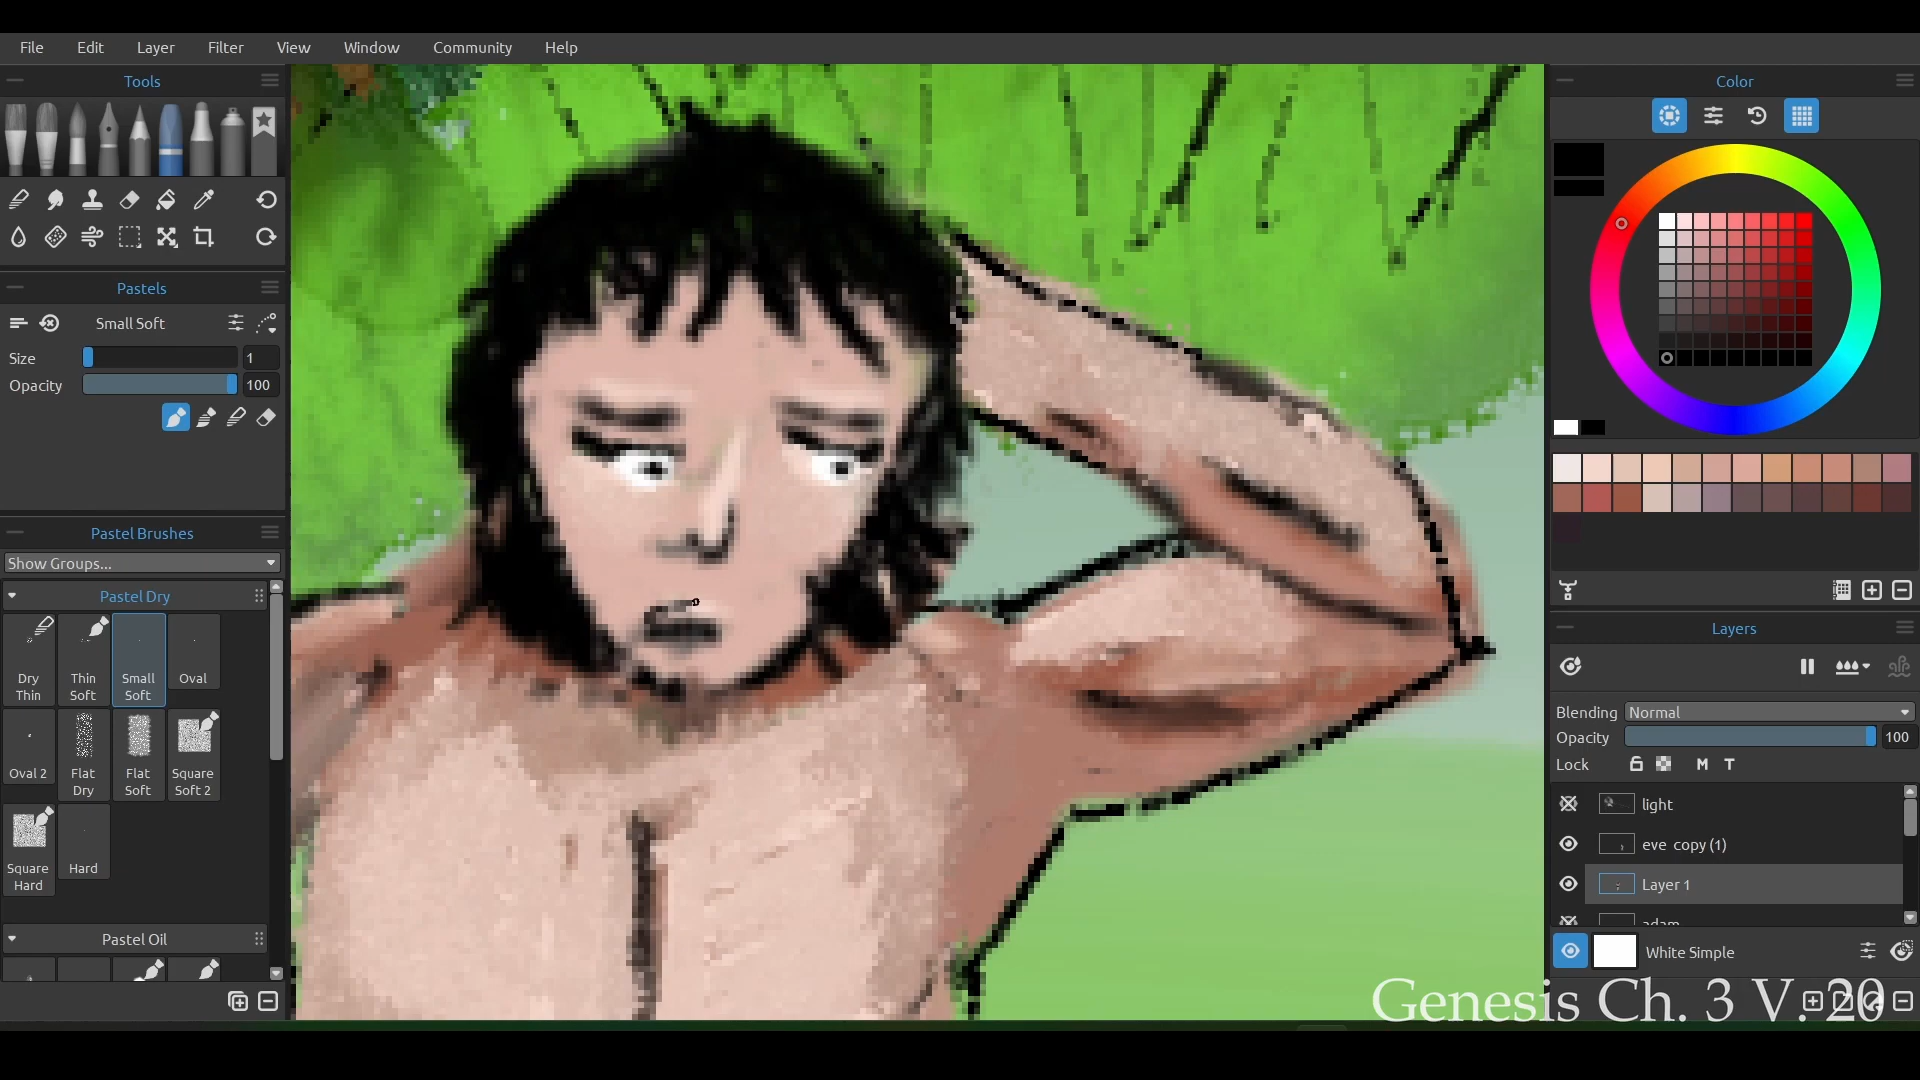 File Edit Layer Filter View Window Community Help
Tools
Pastels
Small Soft
Size 1
Opacity 100
Pastel Brushes
Show Groups...
Pastel Dry
Dry Thin
Thin Soft
Small Soft
Oval
Oval 2
Flat Dry
Flat Soft
Square Soft 2
Square Hard
Hard
Pastel Oil
Color
Layers
Blending Normal
Opacity 100
Lock M T
light
eve copy (1)
Layer 1
adam
White Simple
Genesis Ch. 3 V. 20